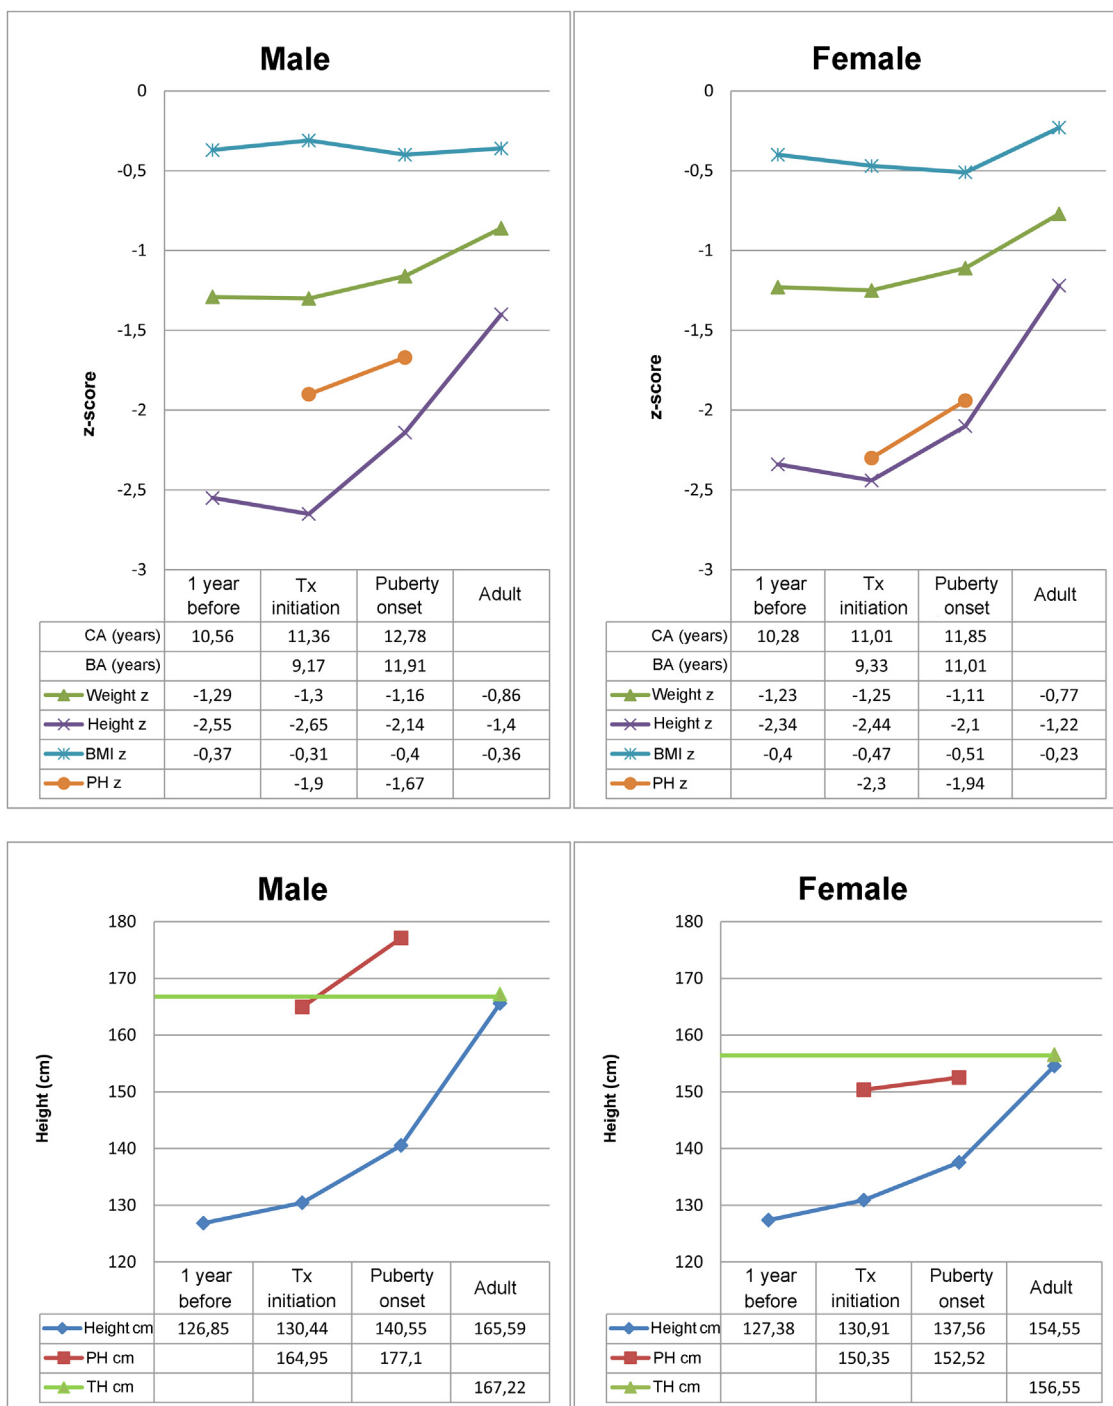 Male
0
-0,5
-1
-1,5
-2
-2,5
-3
z-score
1 year before Tx initiation Puberty onset Adult
CA (years) 10,56 11,36 12,78
BA (years) 9,17 11,91
Weight z -1,29 -1,3 -1,16 -0,86
Height z -2,55 -2,65 -2,14 -1,4
BMI z -0,37 -0,31 -0,4 -0,36
PH z -1,9 -1,67
Female
0
-0,5
-1
-1,5
-2
-2,5
-3
z-score
1 year before Tx initiation Puberty onset Adult
CA (years) 10,28 11,01 11,85
BA (years) 9,33 11,01
Weight z -1,23 -1,25 -1,11 -0,77
Height z -2,34 -2,44 -2,1 -1,22
BMI z -0,4 -0,47 -0,51 -0,23
PH z -2,3 -1,94
Male
180
170
160
150
140
130
120
Height (cm)
1 year before Tx initiation Puberty onset Adult
Height cm 126,85 130,44 140,55 165,59
PH cm 164,95 177,1
TH cm 167,22
Female
180
170
160
150
140
130
120
Height (cm)
1 year before Tx initiation Puberty onset Adult
Height cm 127,38 130,91 137,56 154,55
PH cm 150,35 152,52
TH cm 156,55